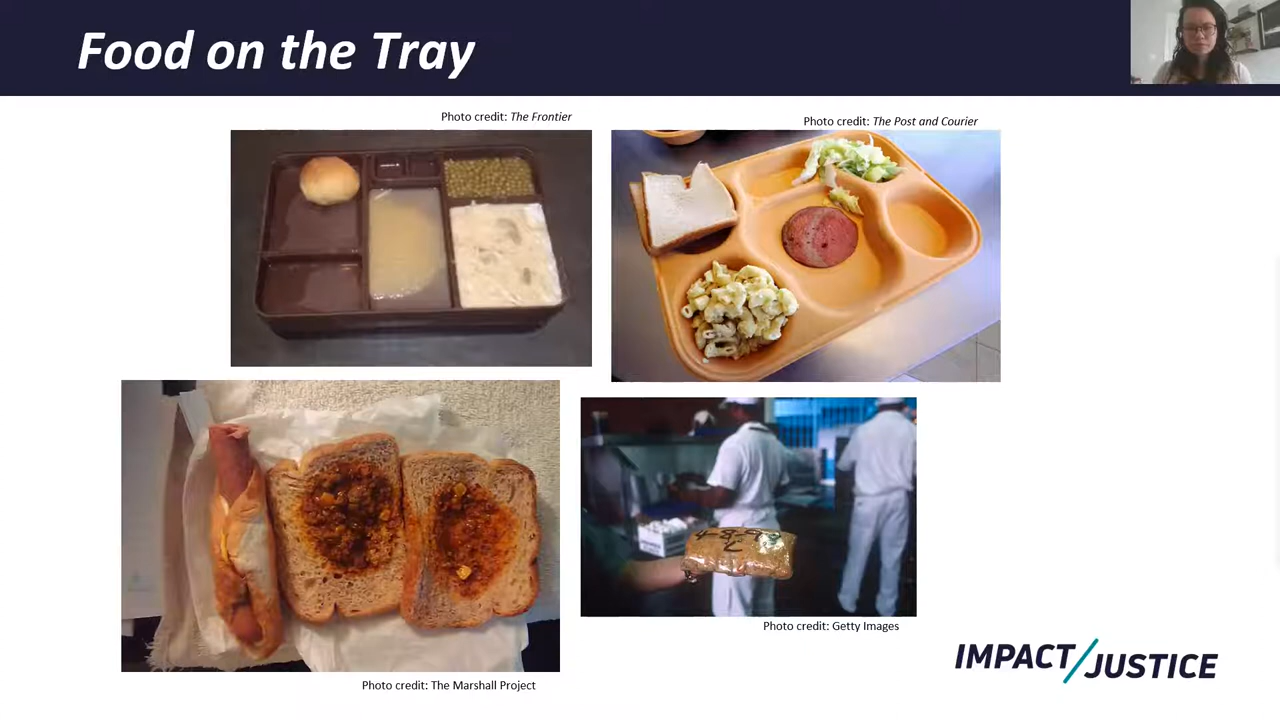 Food on the Tray
Photo credit: The Frontier
Photo credit: The Post and Courier
Photo credit: Getty Images
Photo credit: The Marshall Project
IMPACT/JUSTICE